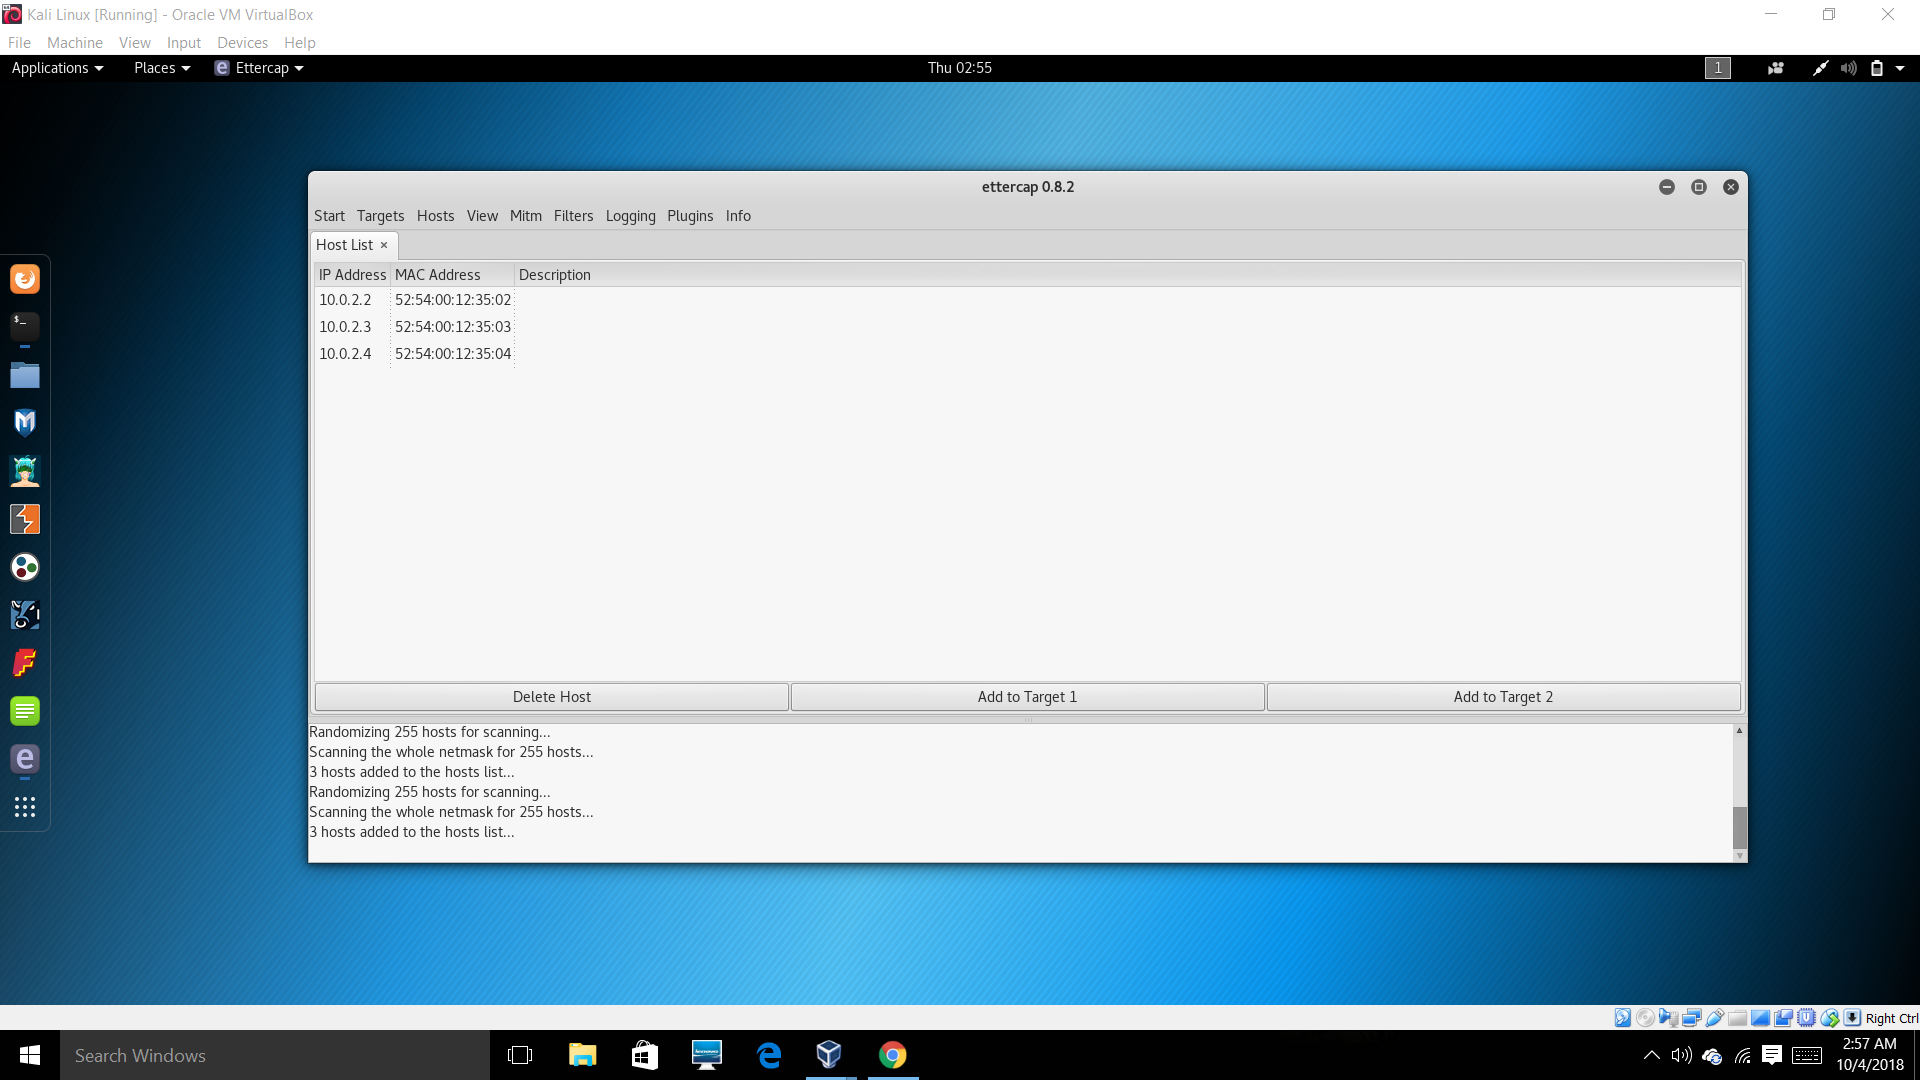 Kali Linux [Running] - Oracle VM VirtualBox
File Machine View Input Devices Help
Applications Places Ettercap Thu 02:55 1
ettercap 0.8.2
Start Targets Hosts View Mitm Filters Logging Plugins Info
Host List ×
IP Address MAC Address Description
10.0.2.2 52:54:00:12:35:02
10.0.2.3 52:54:00:12:35:03
10.0.2.4 52:54:00:12:35:04
Delete Host Add to Target 1 Add to Target 2
Randomizing 255 hosts for scanning...
Scanning the whole netmask for 255 hosts...
3 hosts added to the hosts list...
Randomizing 255 hosts for scanning...
Scanning the whole netmask for 255 hosts...
3 hosts added to the hosts list...
Right Ctrl
Search Windows
2:57 AM
10/4/2018